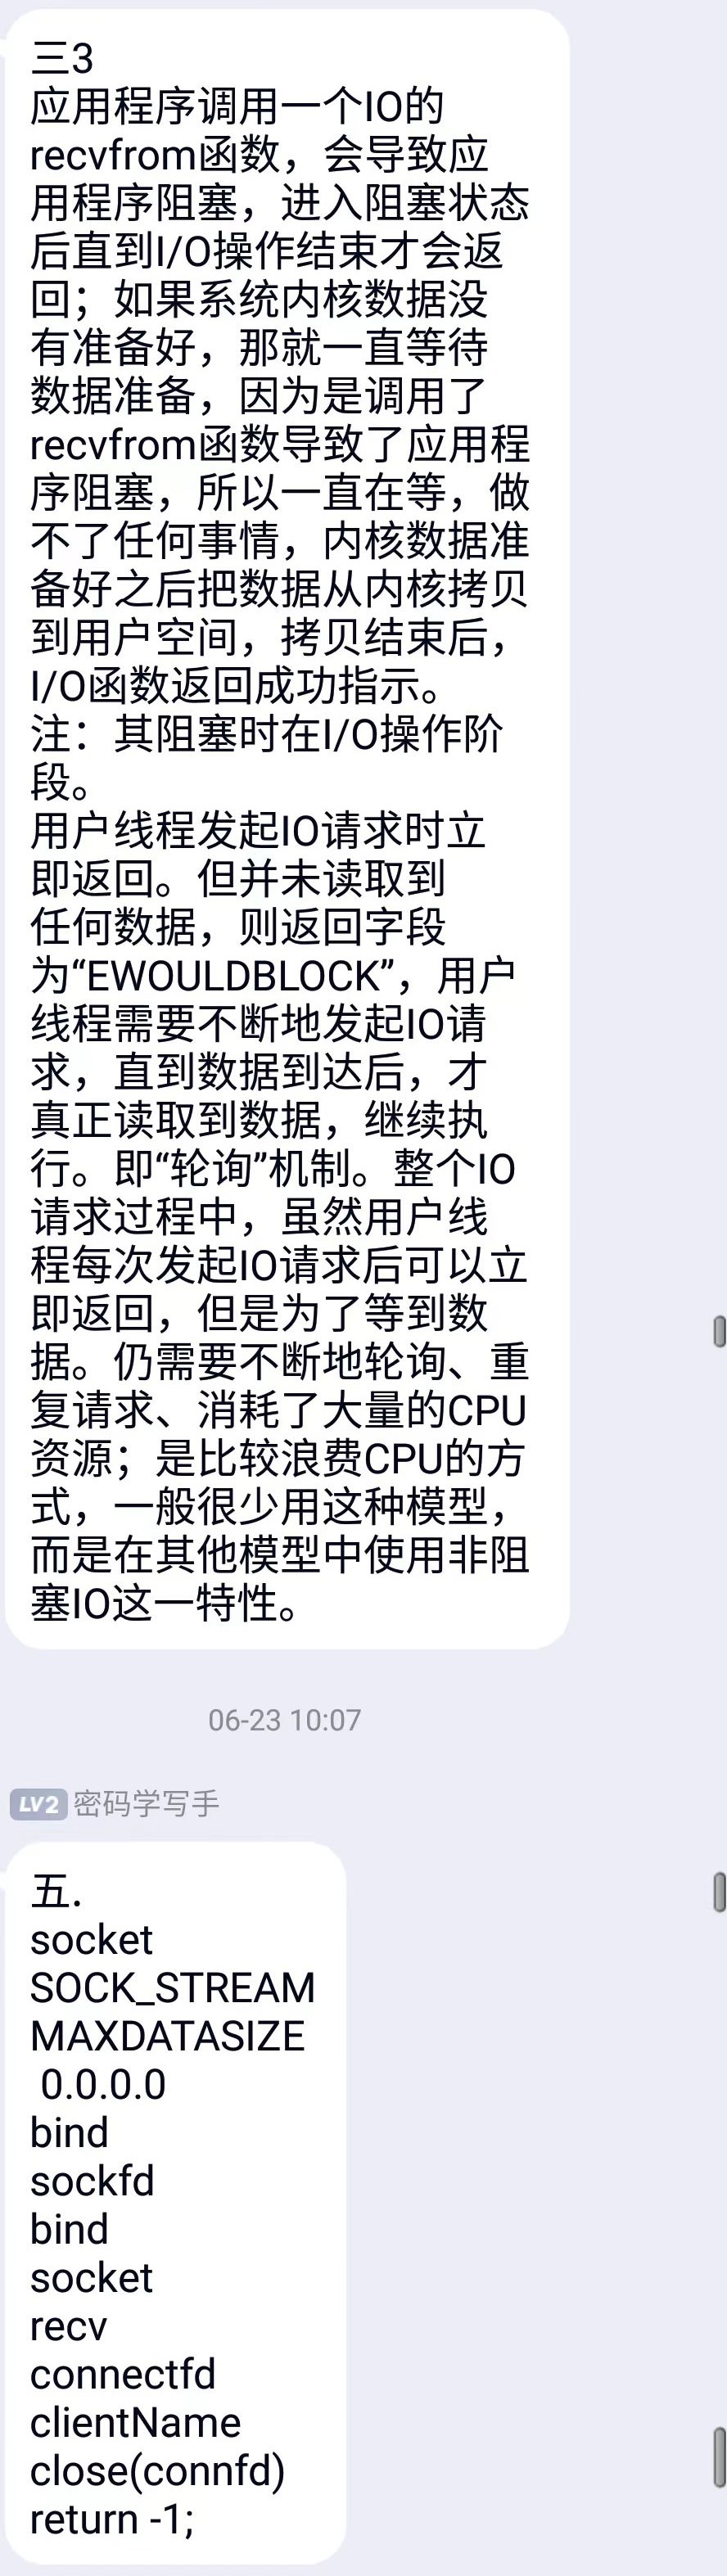 三3
应用程序调用一个IO的
recvfrom函数，会导致应
用程序阻塞，进入阻塞状态
后直到I/O操作结束才会返
回；如果系统内核数据没
有准备好，那就一直等待
数据准备，因为是调用了
recvfrom函数导致了应用程
序阻塞，所以一直在等，做
不了任何事情，内核数据准
备好之后把数据从内核拷贝
到用户空间，拷贝结束后，
I/O函数返回成功指示。
注：其阻塞时在I/O操作阶
段。
用户线程发起IO请求时立
即返回。但并未读取到
任何数据，则返回字段
为“EWOULDBLOCK”，用户
线程需要不断地发起IO请
求，直到数据到达后，才
真正读取到数据，继续执
行。即“轮询”机制。整个IO
请求过程中，虽然用户线
程每次发起IO请求后可以立
即返回，但是为了等到数
据。仍需要不断地轮询、重
复请求、消耗了大量的CPU
资源；是比较浪费CPU的方
式，一般很少用这种模型，
而是在其他模型中使用非阻
塞IO这一特性。
06-23 10:07
LV2 密码学写手
五.
socket
SOCK_STREAM
MAXDATASIZE
0.0.0.0
bind
sockfd
bind
socket
recv
connectfd
clientName
close(connfd)
return -1;